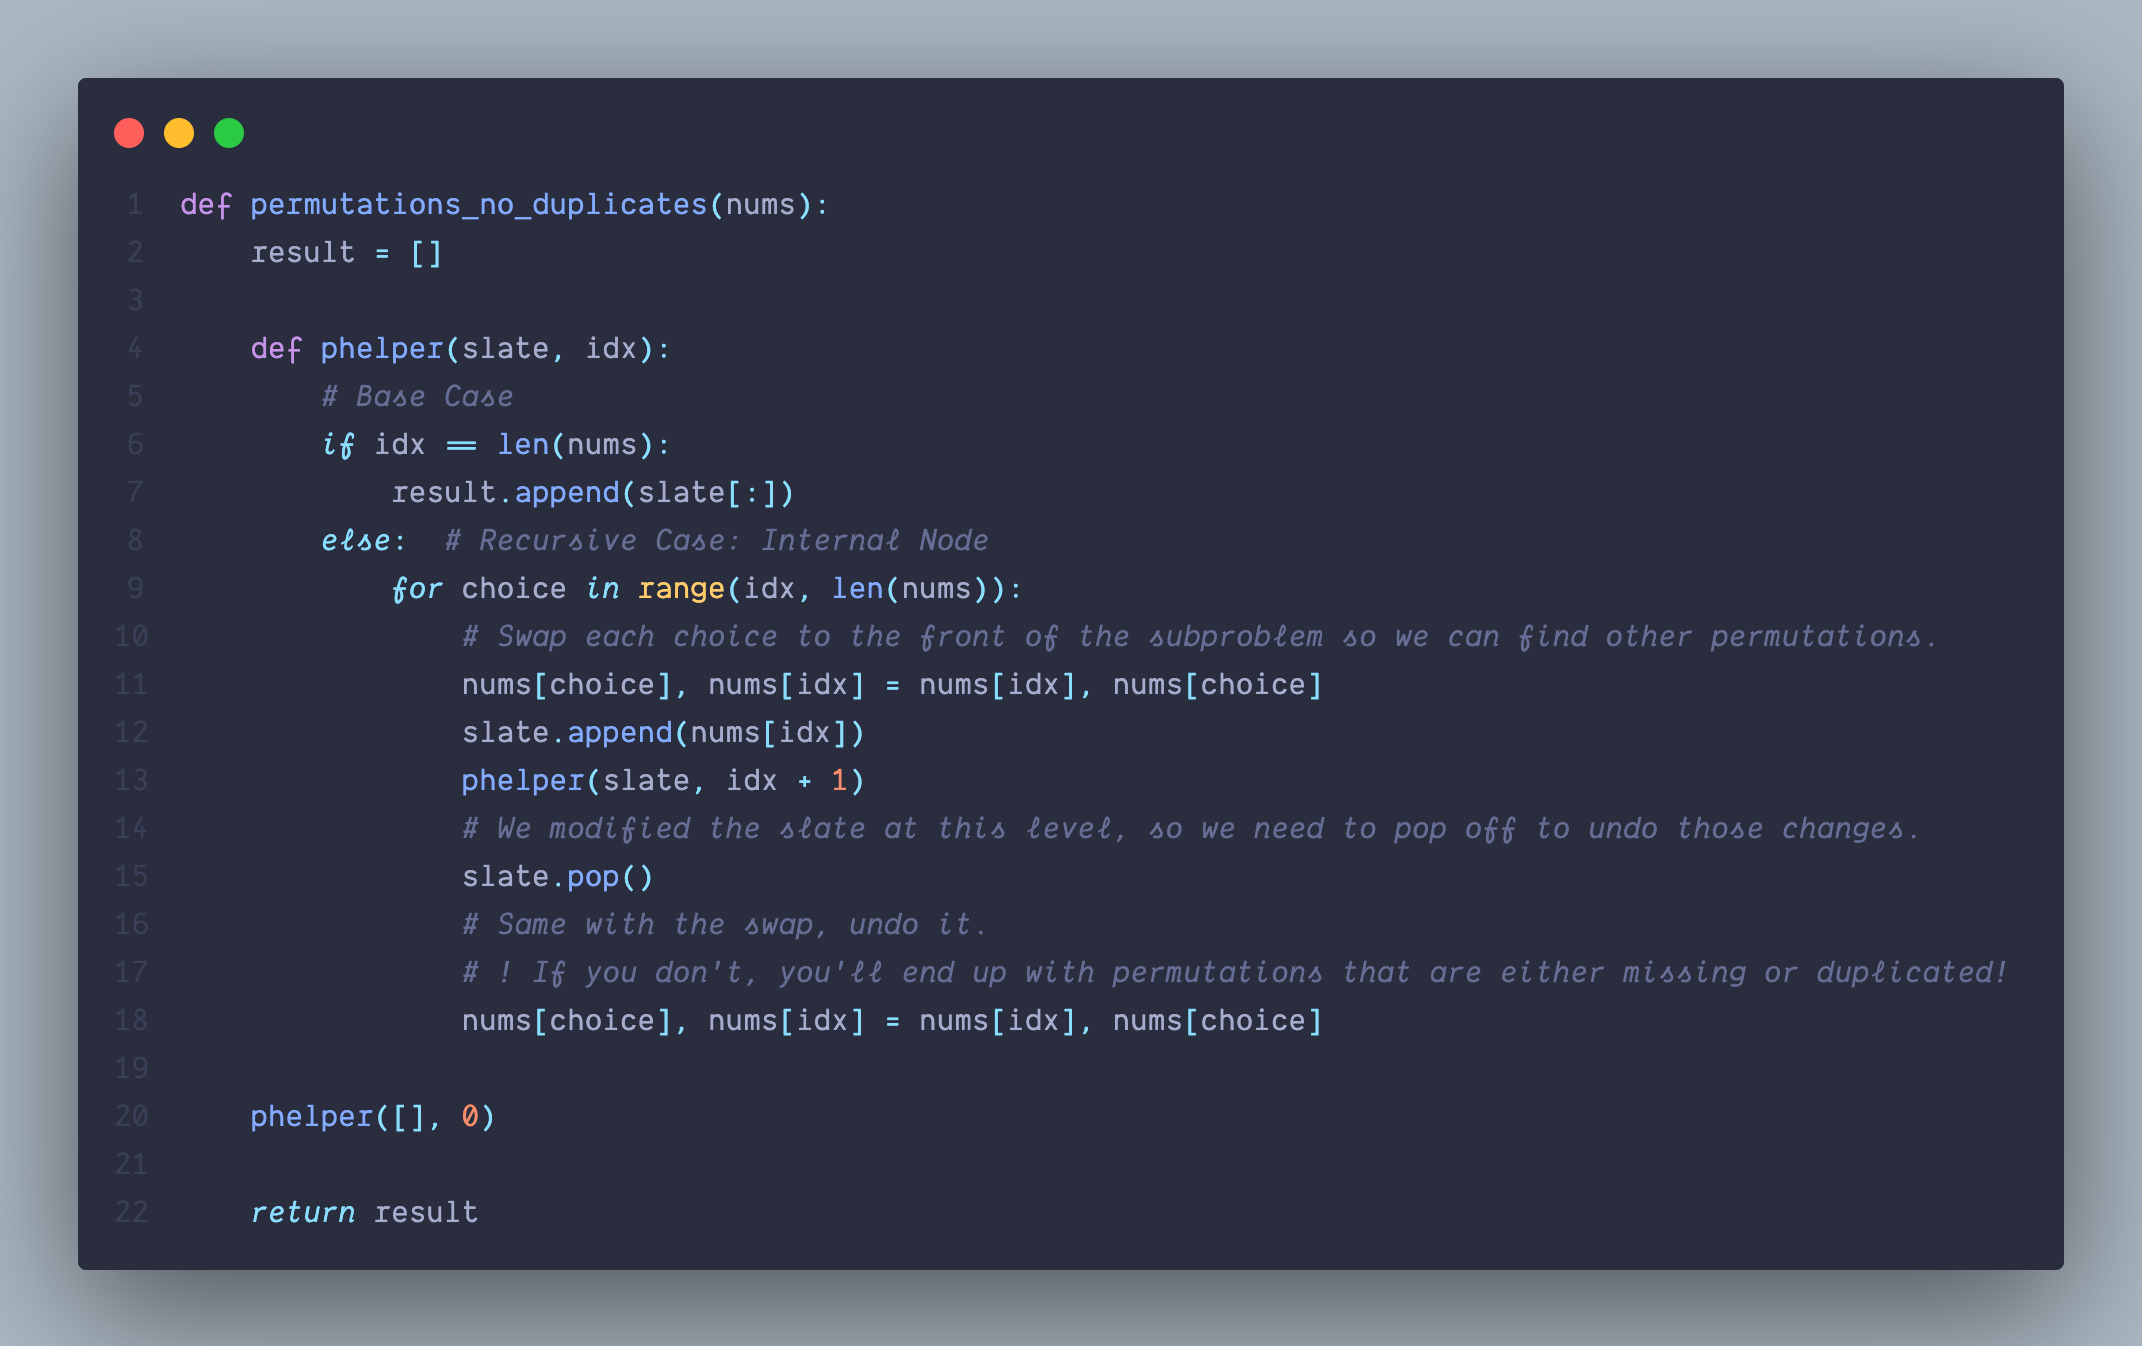 1 def permutations_no_duplicates(nums):
2     result = []
3
4     def phelper(slate, idx):
5         # Base Case
6         if idx == len(nums):
7             result.append(slate[:])
8         else:  # Recursive Case: Internal Node
9             for choice in range(idx, len(nums)):
10                 # Swap each choice to the front of the subproblem so we can find other permutations.
11                 nums[choice], nums[idx] = nums[idx], nums[choice]
12                 slate.append(nums[idx])
13                 phelper(slate, idx + 1)
14                 # We modified the slate at this level, so we need to pop off to undo those changes.
15                 slate.pop()
16                 # Same with the swap, undo it.
17                 # ! If you don't, you'll end up with permutations that are either missing or duplicated!
18                 nums[choice], nums[idx] = nums[idx], nums[choice]
19
20     phelper([], 0)
21
22     return result